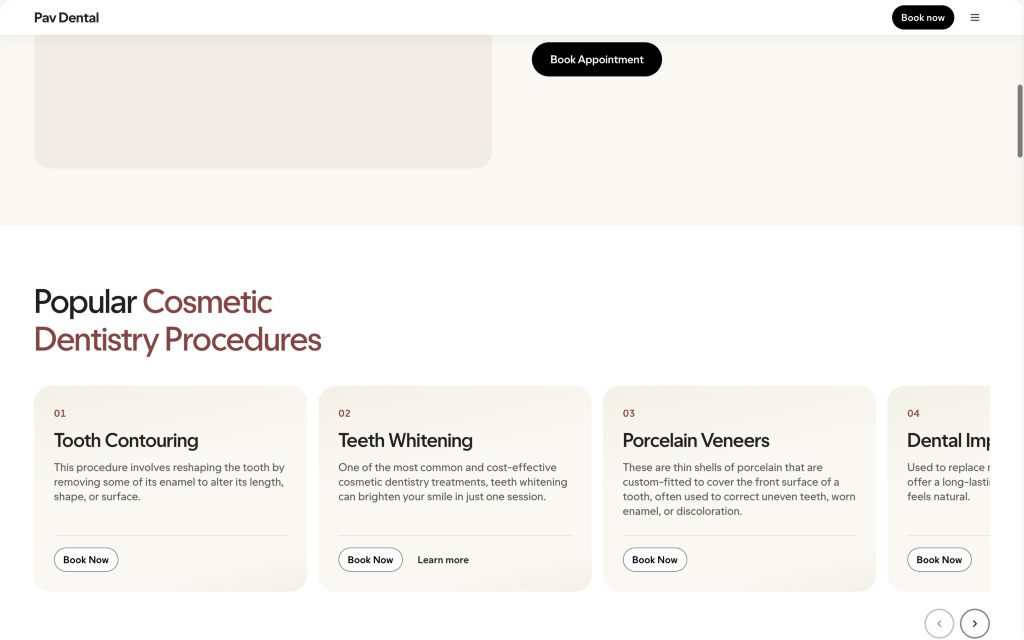 Pav Dental
Book now
Book Appointment
Popular Cosmetic
Dentistry Procedures
01
Tooth Contouring
This procedure involves reshaping the tooth by
removing some of its enamel to alter its length,
shape, or surface.
Book Now
02
Teeth Whitening
One of the most common and cost-effective
cosmetic dentistry treatments, teeth whitening
can brighten your smile in just one session.
Book Now
Learn more
03
Porcelain Veneers
These are thin shells of porcelain that are
custom-fitted to cover the front surface of a
tooth, often used to correct uneven teeth, worn
enamel, or discoloration.
Book Now
04
Dental
Used to replace
offer a
feels natural.
Book Now